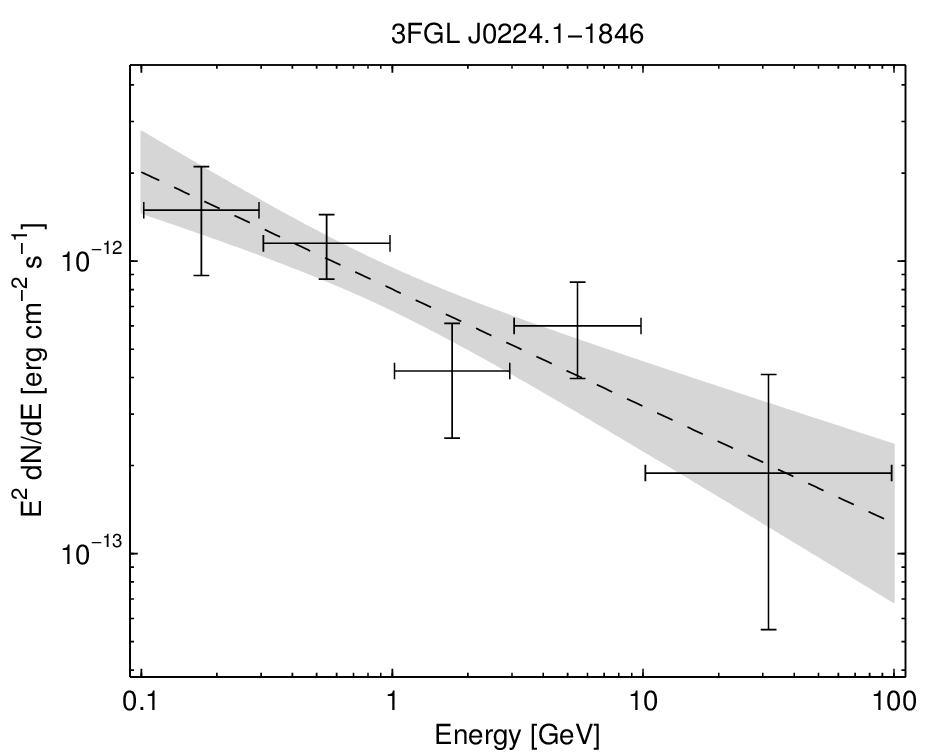 3FGL J0224.1−1846
E² dN/dE [erg cm⁻² s⁻¹]
10⁻¹²
10⁻¹³
0.1 1 10 100
Energy [GeV]